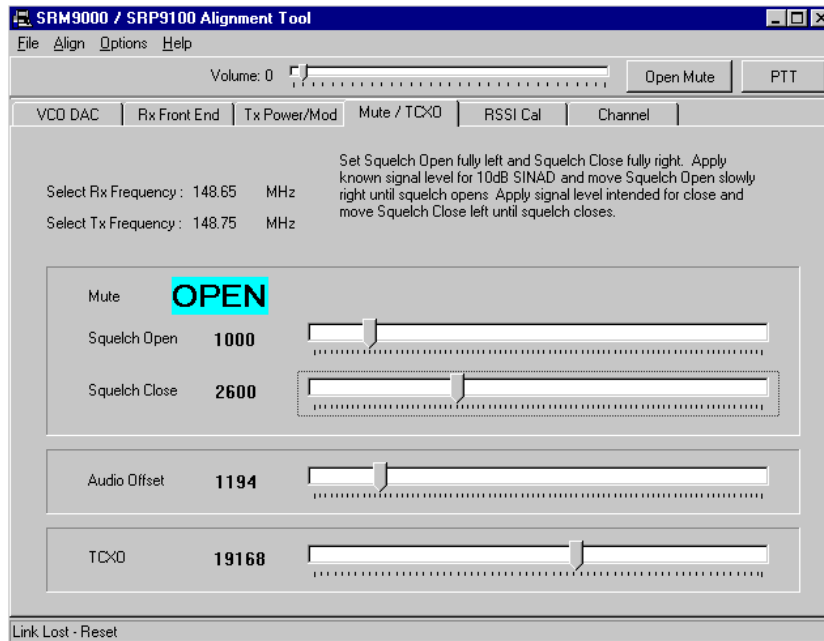 SRM9000 / SRP9100 Alignment Tool
File Align Options Help
Volume: 0
Open Mute
PTT
VCO DAC
Rx Front End
Tx Power/Mod
Mute / TCXO
RSSI Cal
Channel
Set Squelch Open fully left and Squelch Close fully right. Apply
known signal level for 10dB SINAD and move Squelch Open slowly
right until squelch opens Apply signal level intended for close and
move Squelch Close left until squelch closes.
Select Rx Frequency : 148.65 MHz
Select Tx Frequency : 148.75 MHz
Mute OPEN
Squelch Open 1000
Squelch Close 2600
Audio Offset 1194
TCXO 19168
Link Lost - Reset